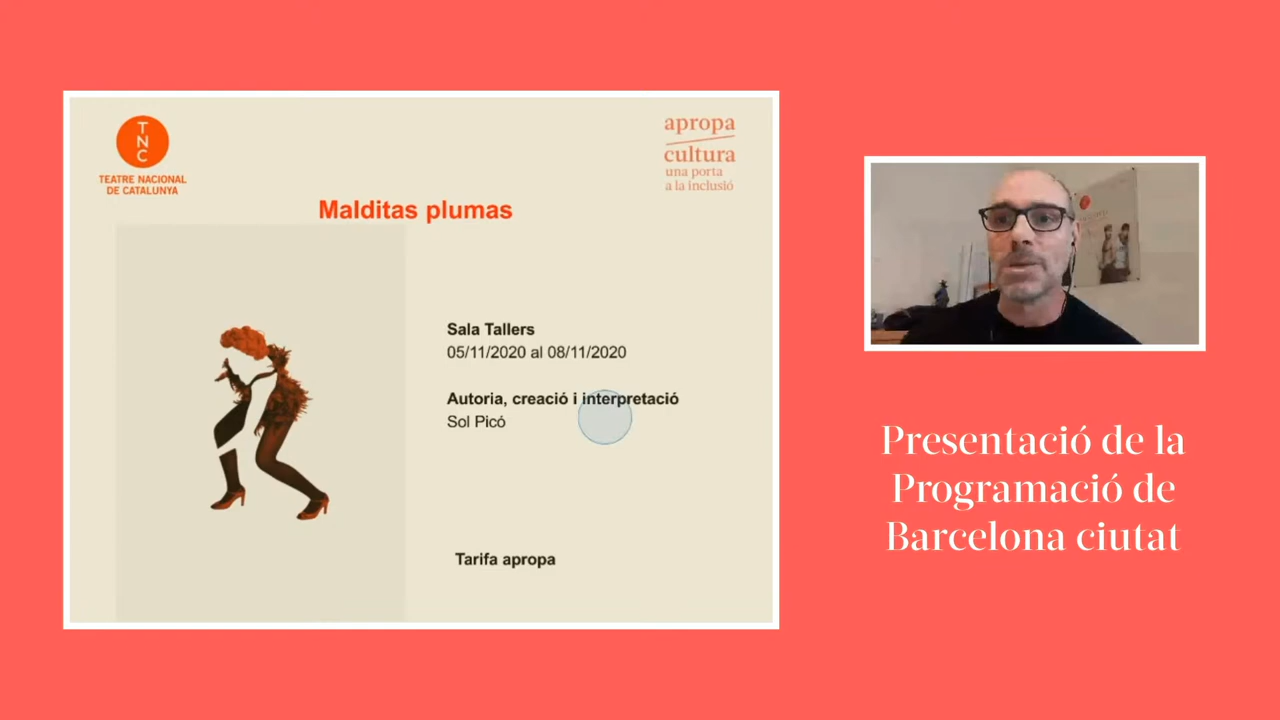 T
N
C
TEATRE NACIONAL
DE CATALUNYA
apropa
cultura
una porta
a la inclusió
Malditas plumas
Sala Tallers
05/11/2020 al 08/11/2020
Autoria, creació i interpretació
Sol Picó
Tarifa apropa
Presentació de la
Programació de
Barcelona ciutat